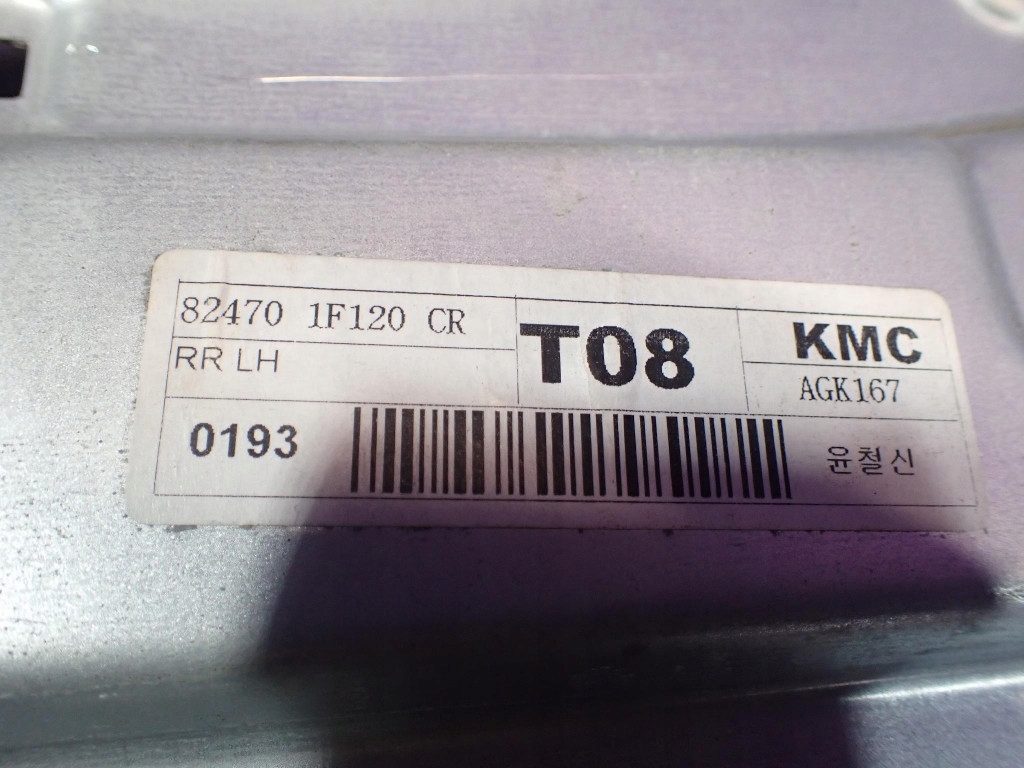 82470 1F120 CR
RR LH
T08
KMC
AGK167
0193
윤철신